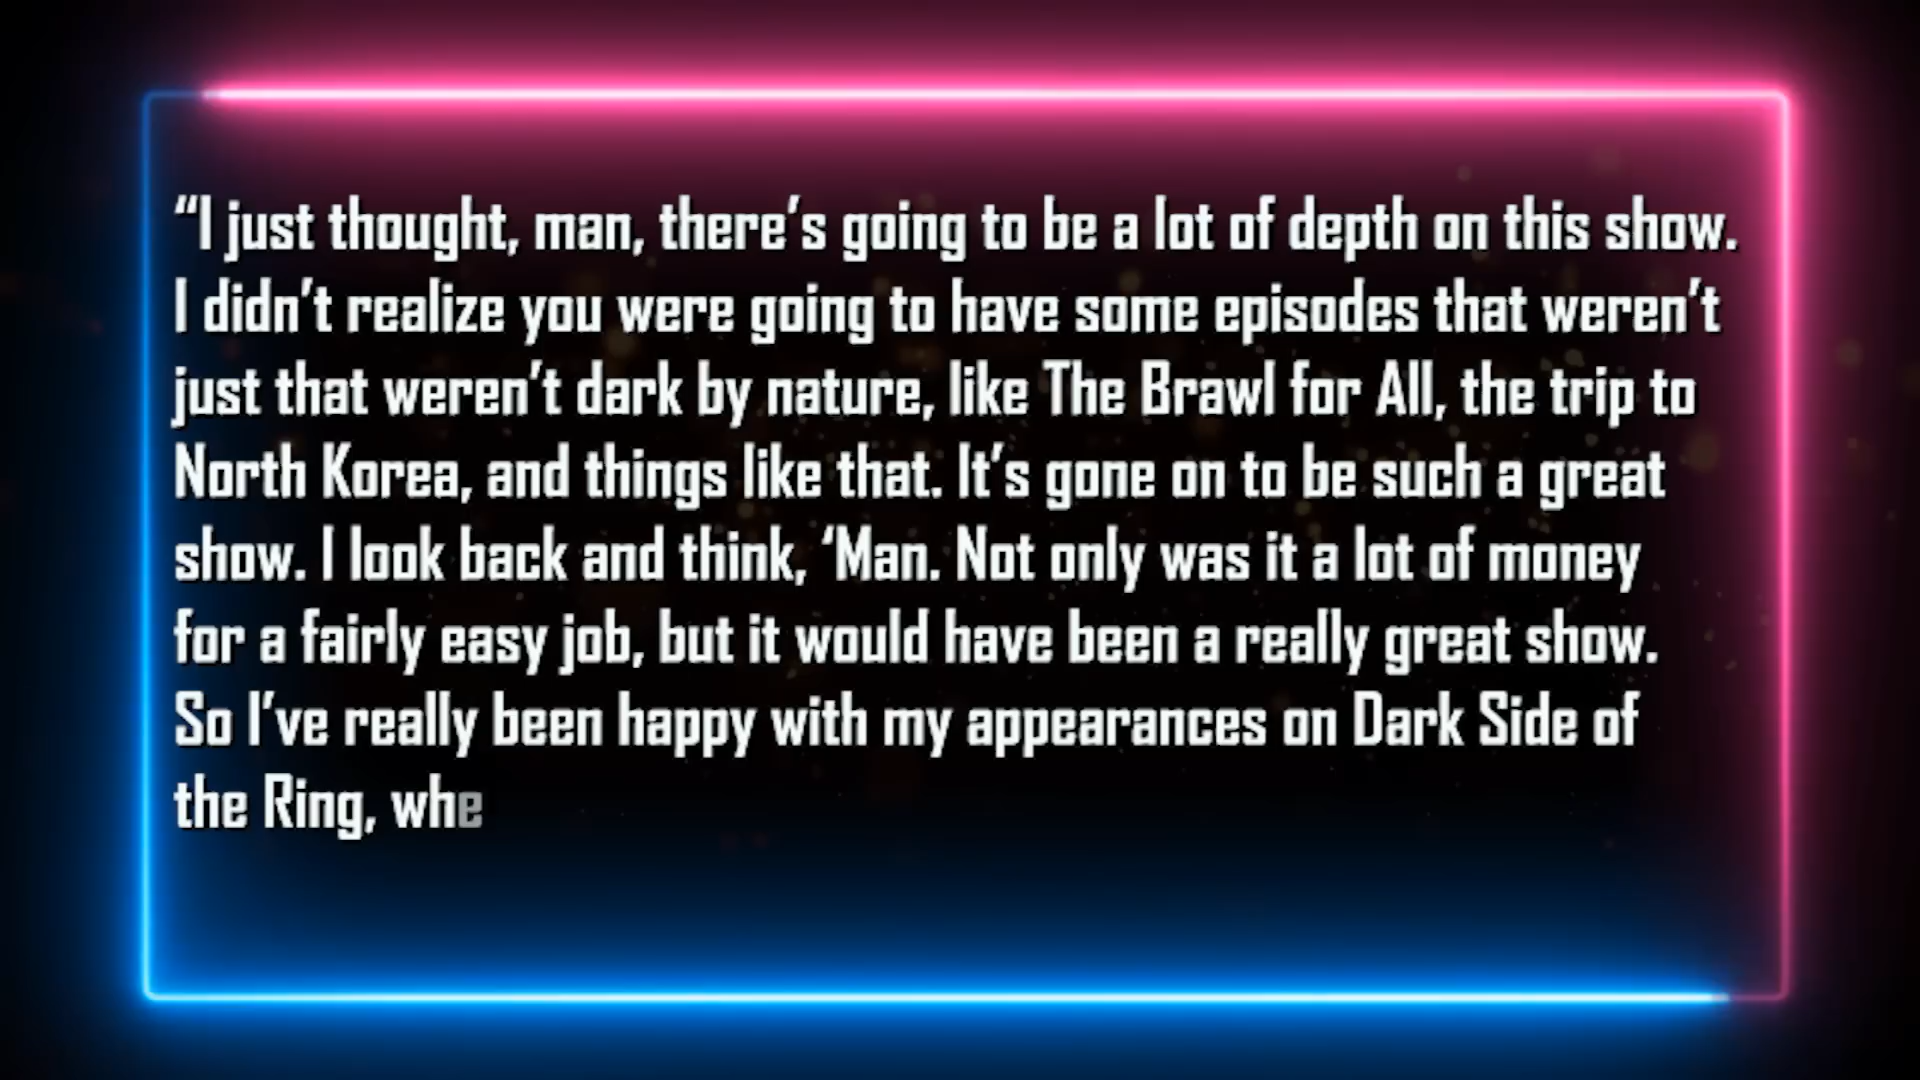 “I just thought, man, there’s going to be a lot of depth on this show.
I didn’t realize you were going to have some episodes that weren’t
just that weren’t dark by nature, like The Brawl for All, the trip to
North Korea, and things like that. It’s gone on to be such a great
show. I look back and think, ‘Man. Not only was it a lot of money
for a fairly easy job, but it would have been a really great show.
So I’ve really been happy with my appearances on Dark Side of
the Ring, whe